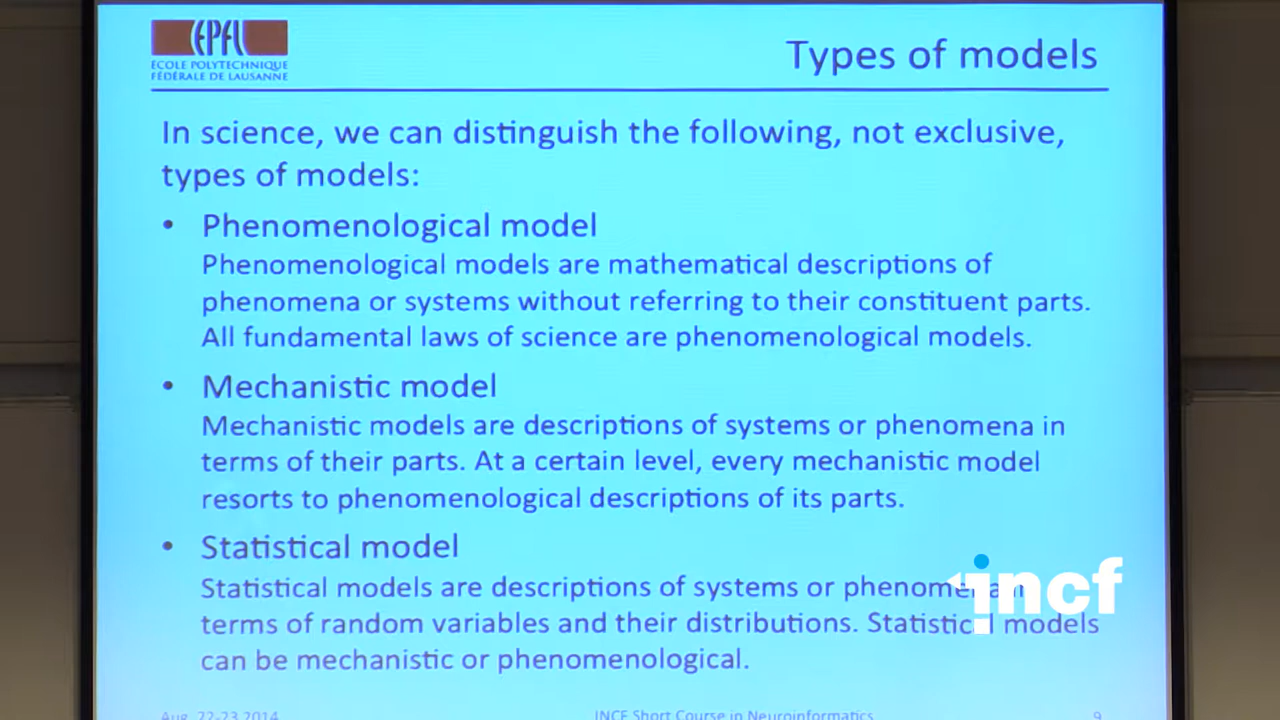 EPFL
ÉCOLE POLYTECHNIQUE
FÉDÉRALE DE LAUSANNE
Types of models
In science, we can distinguish the following, not exclusive,
types of models:
• Phenomenological model
Phenomenological models are mathematical descriptions of
phenomena or systems without referring to their constituent parts.
All fundamental laws of science are phenomenological models.
• Mechanistic model
Mechanistic models are descriptions of systems or phenomena in
terms of their parts. At a certain level, every mechanistic model
resorts to phenomenological descriptions of its parts.
• Statistical model
Statistical models are descriptions of systems or phenomena in
terms of random variables and their distributions. Statistical models
can be mechanistic or phenomenological.
incf
Aug. 22-23 2014
INCF Short Course in Neuroinformatics
9